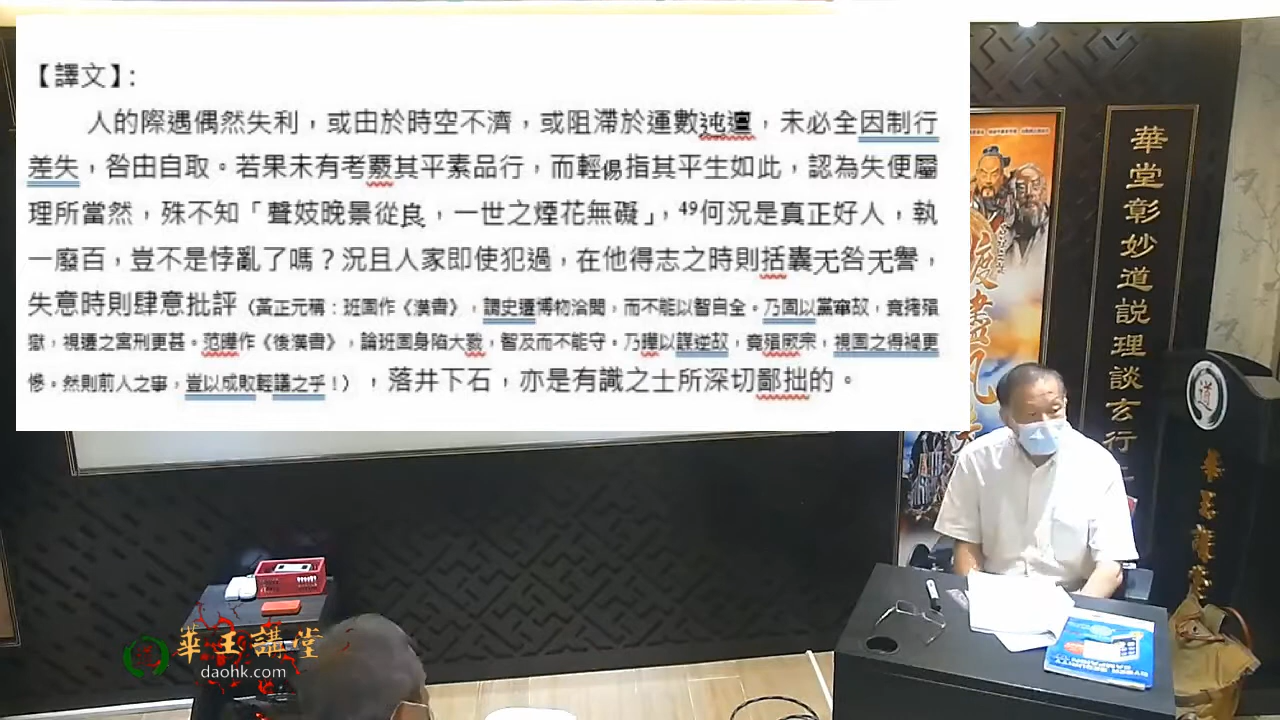 【譯文】:
人的際遇偶然失利，或由於時空不濟，或阻滯於運數迍邅，未必全因制行
差失，咎由自取。若果未有考覈其平素品行，而輕惕指其平生如此，認為失便屬
理所當然，殊不知「聲妓晚景從良，一世之煙花無礙」，49何況是真正好人，執
一廢百，豈不是悖亂了嗎？況且人家即使犯過，在他得志之時則括囊无咎无譽，
失意時則肆意批評（黃正元稱：班固作《漢書》，謂史遷博物洽聞，而不能以智自全。乃固以黨竇故，竟拷殞
獄，視遷之宮刑更甚。范曄作《後漢書》，論班固身陷大戮，智及而不能守。乃曄以謀逆故，竟殞厥宗，視固之得禍更
慘。然則前人之事，豈以成敗輕議之乎！），落井下石，亦是有識之士所深切鄙拙的。
華堂彰妙道說理談玄行
道
華玉講堂
daohk.com